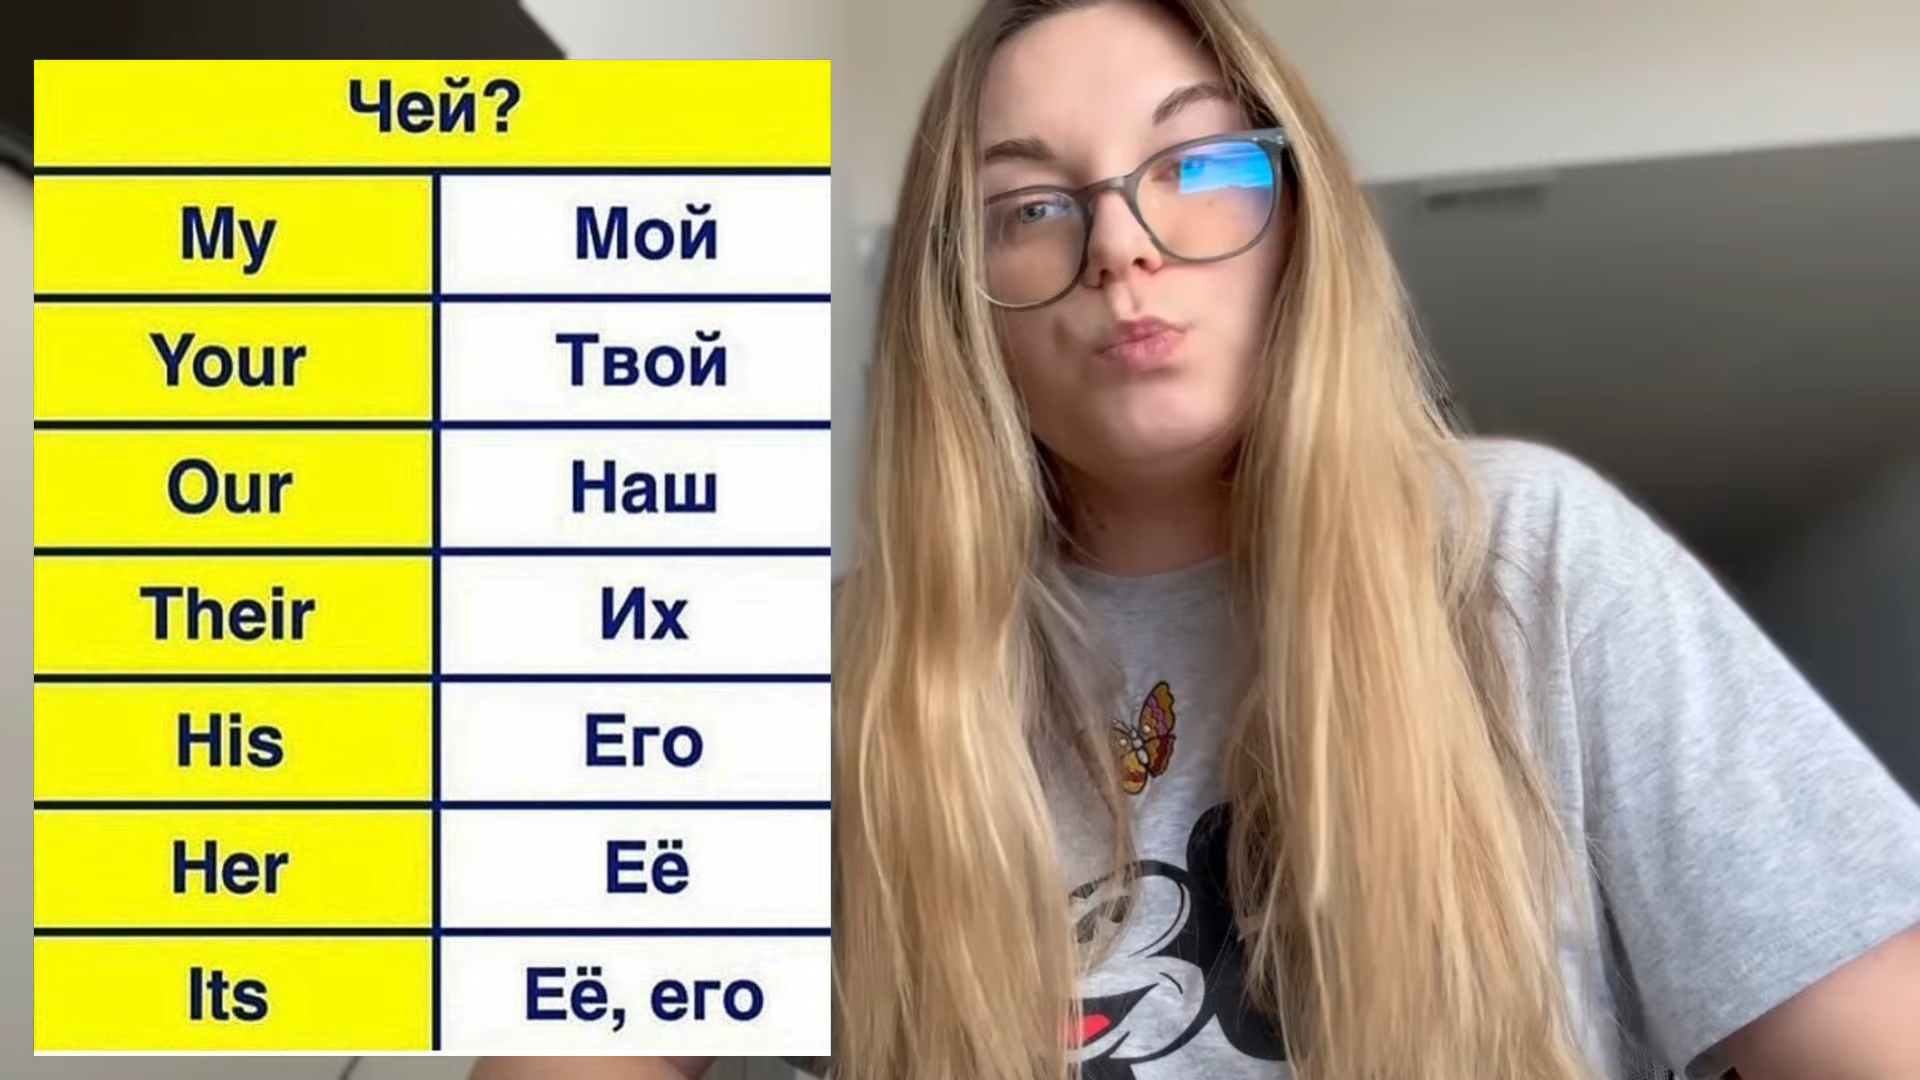 Чей?
My Мой
Your Твой
Our Наш
Their Их
His Его
Her Её
Its Её, его